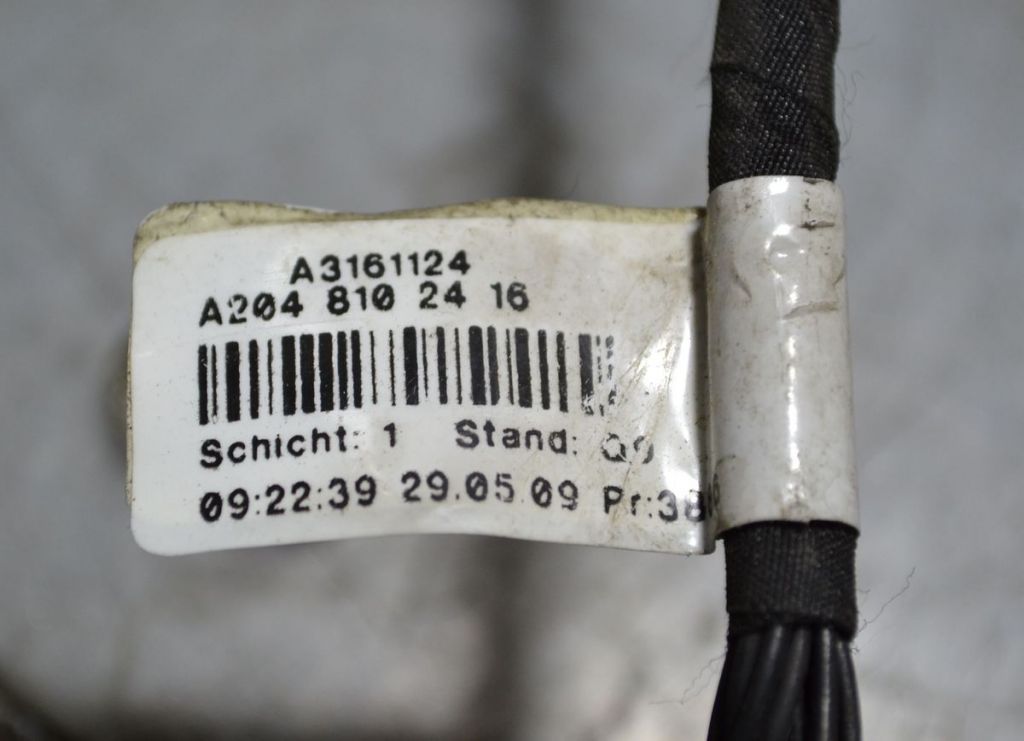 A3161124
A204 810 24 16
Schicht: 1 Stand:
09:22:39 29.05.09